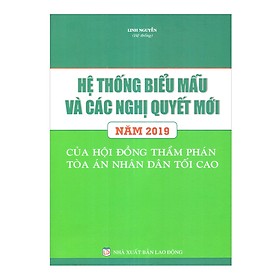 LINH NGUYỄN
(Hệ thống)
HỆ THỐNG BIỂU MẪU
VÀ CÁC NGHỊ QUYẾT MỚI
NĂM 2019
CỦA HỘI ĐỒNG THẨM PHÁN
TÒA ÁN NHÂN DÂN TỐI CAO
NHÀ XUẤT BẢN LAO ĐỘNG